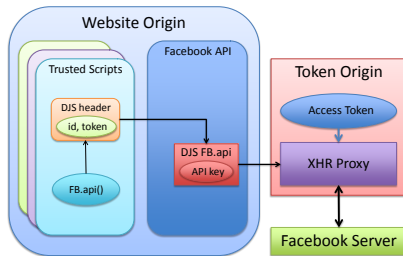 Website Origin
Trusted Scripts
DJS header
id, token
FB.api()
Facebook API
DJS FB.api
API key
Token Origin
Access Token
XHR Proxy
Facebook Server